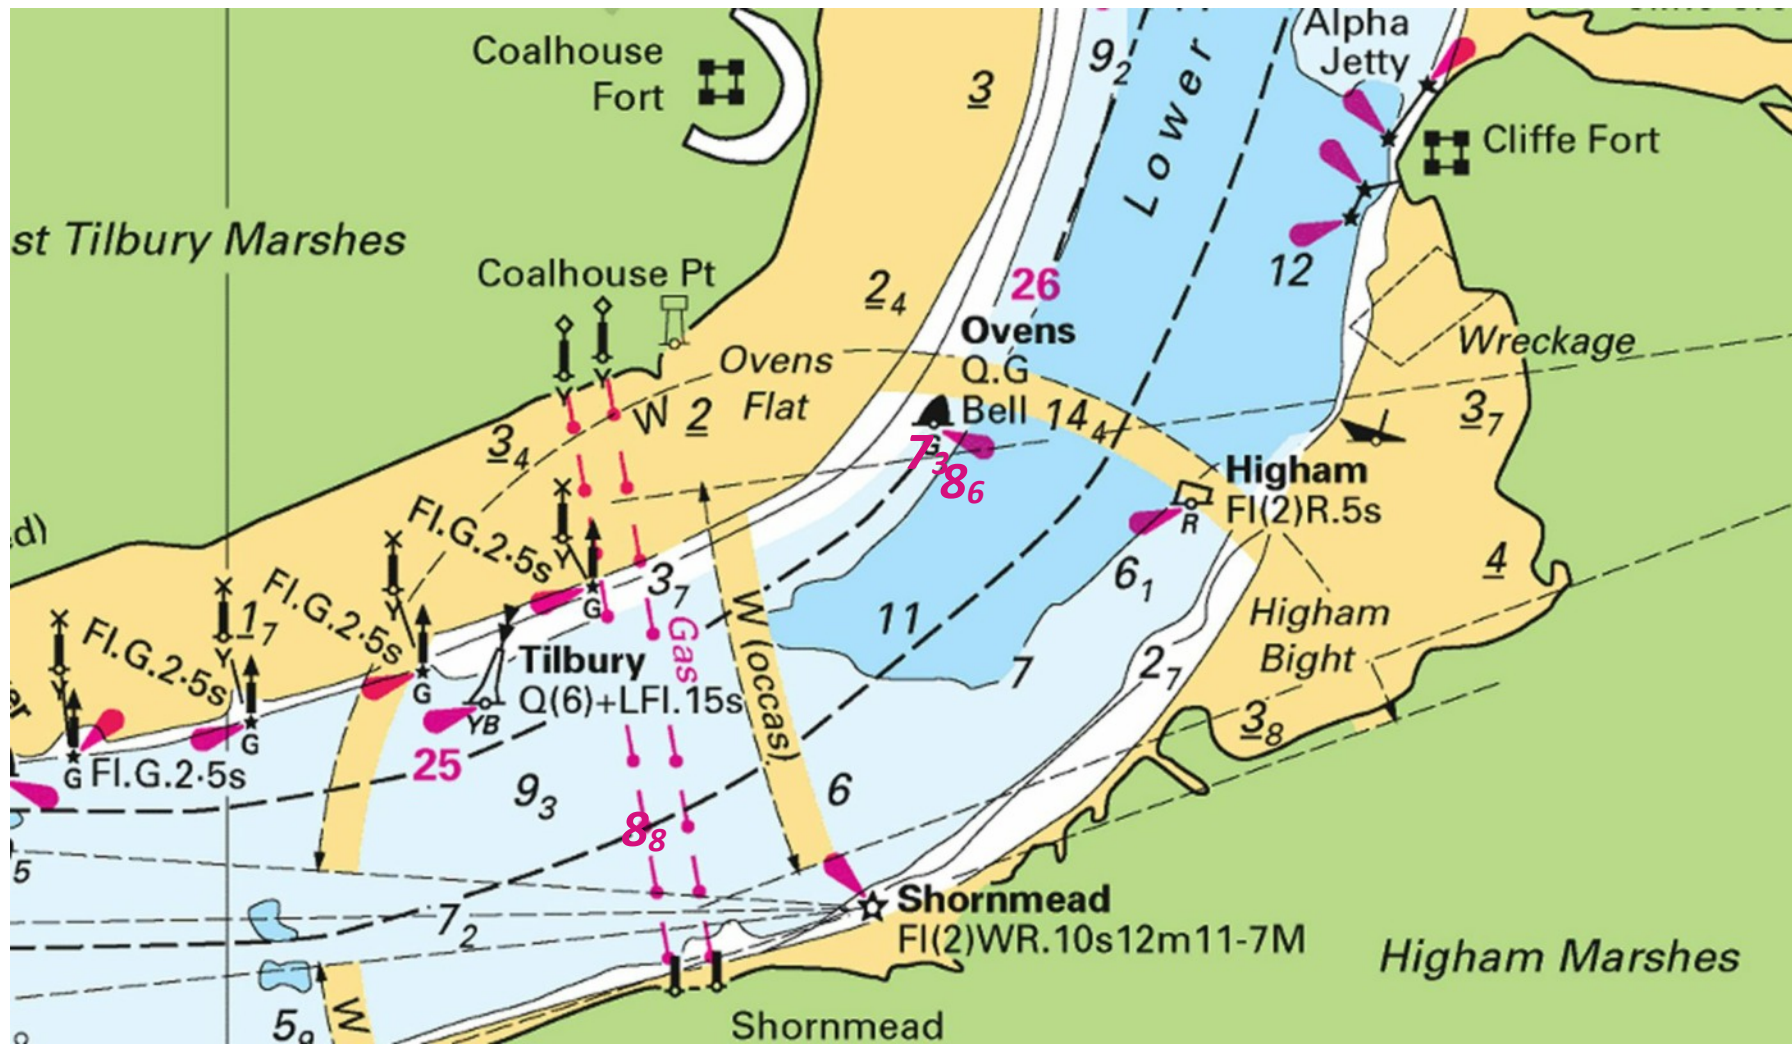 Alpha
Jetty
Coalhouse
Fort
3
9₂
Lower
Cliffe Fort
st Tilbury Marshes
Coalhouse Pt
12
2₄
26
Ovens
Q.G
Bell
Wreckage
Ovens
Flat
W
2
14₄
3₇
3₄
Y
Y
G
7₃
8₆
Higham
Fl(2)R.5s
R
ed)
Fl.G.2·5s
Y
G
3₇
6₁
4
Fl.G.2·5s
Y
G
1₇
Y
G
Fl.G.2·5s
Y
G
Fl.G.2·5s
Gas
W (occas)
11
Higham
Bight
7
2₇
3₈
Tilbury
Q(6)+LFl.15s
YB
25
9₃
6
8₈
5
Shornmead
Fl(2)WR.10s12m11-7M
7₂
Higham Marshes
W
5₉
Shornmead